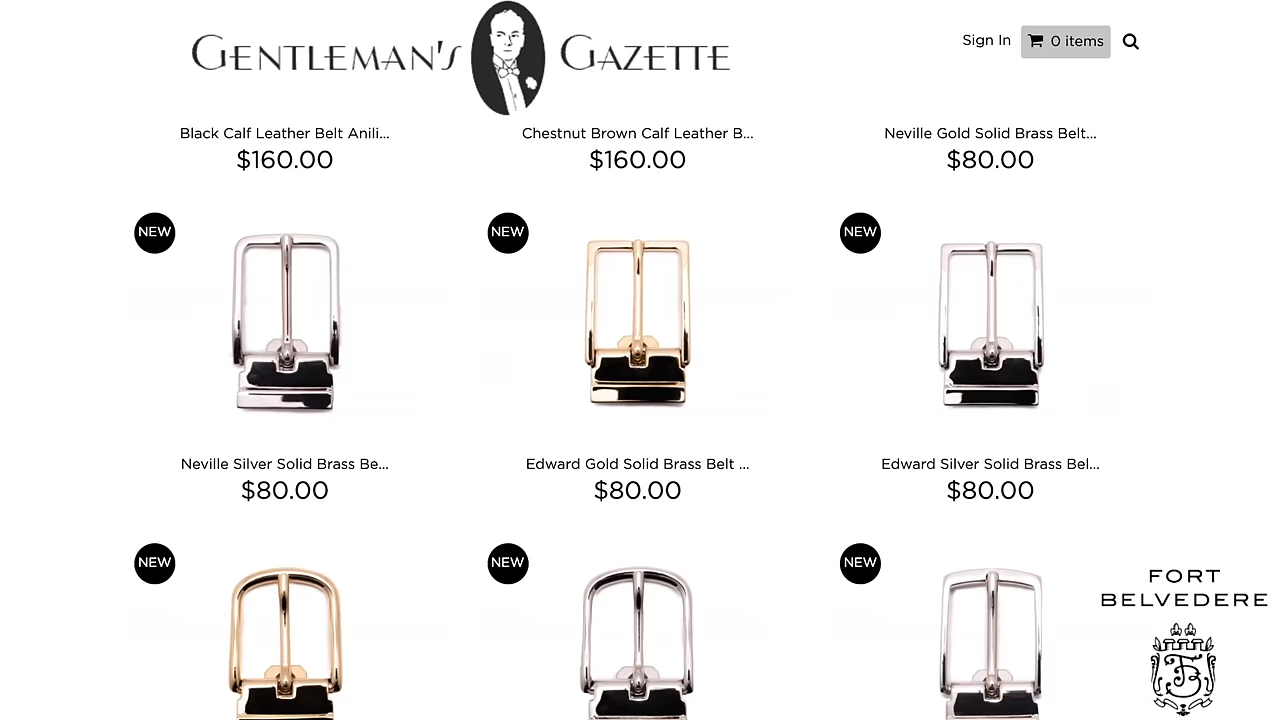 GENTLEMAN'S GAZETTE
Sign In
0 items
Black Calf Leather Belt Anili...
$160.00
Chestnut Brown Calf Leather B...
$160.00
Neville Gold Solid Brass Belt...
$80.00
NEW
NEW
NEW
Neville Silver Solid Brass Be...
$80.00
Edward Gold Solid Brass Belt ...
$80.00
Edward Silver Solid Brass Bel...
$80.00
NEW
NEW
NEW
FORT
BELVEDERE